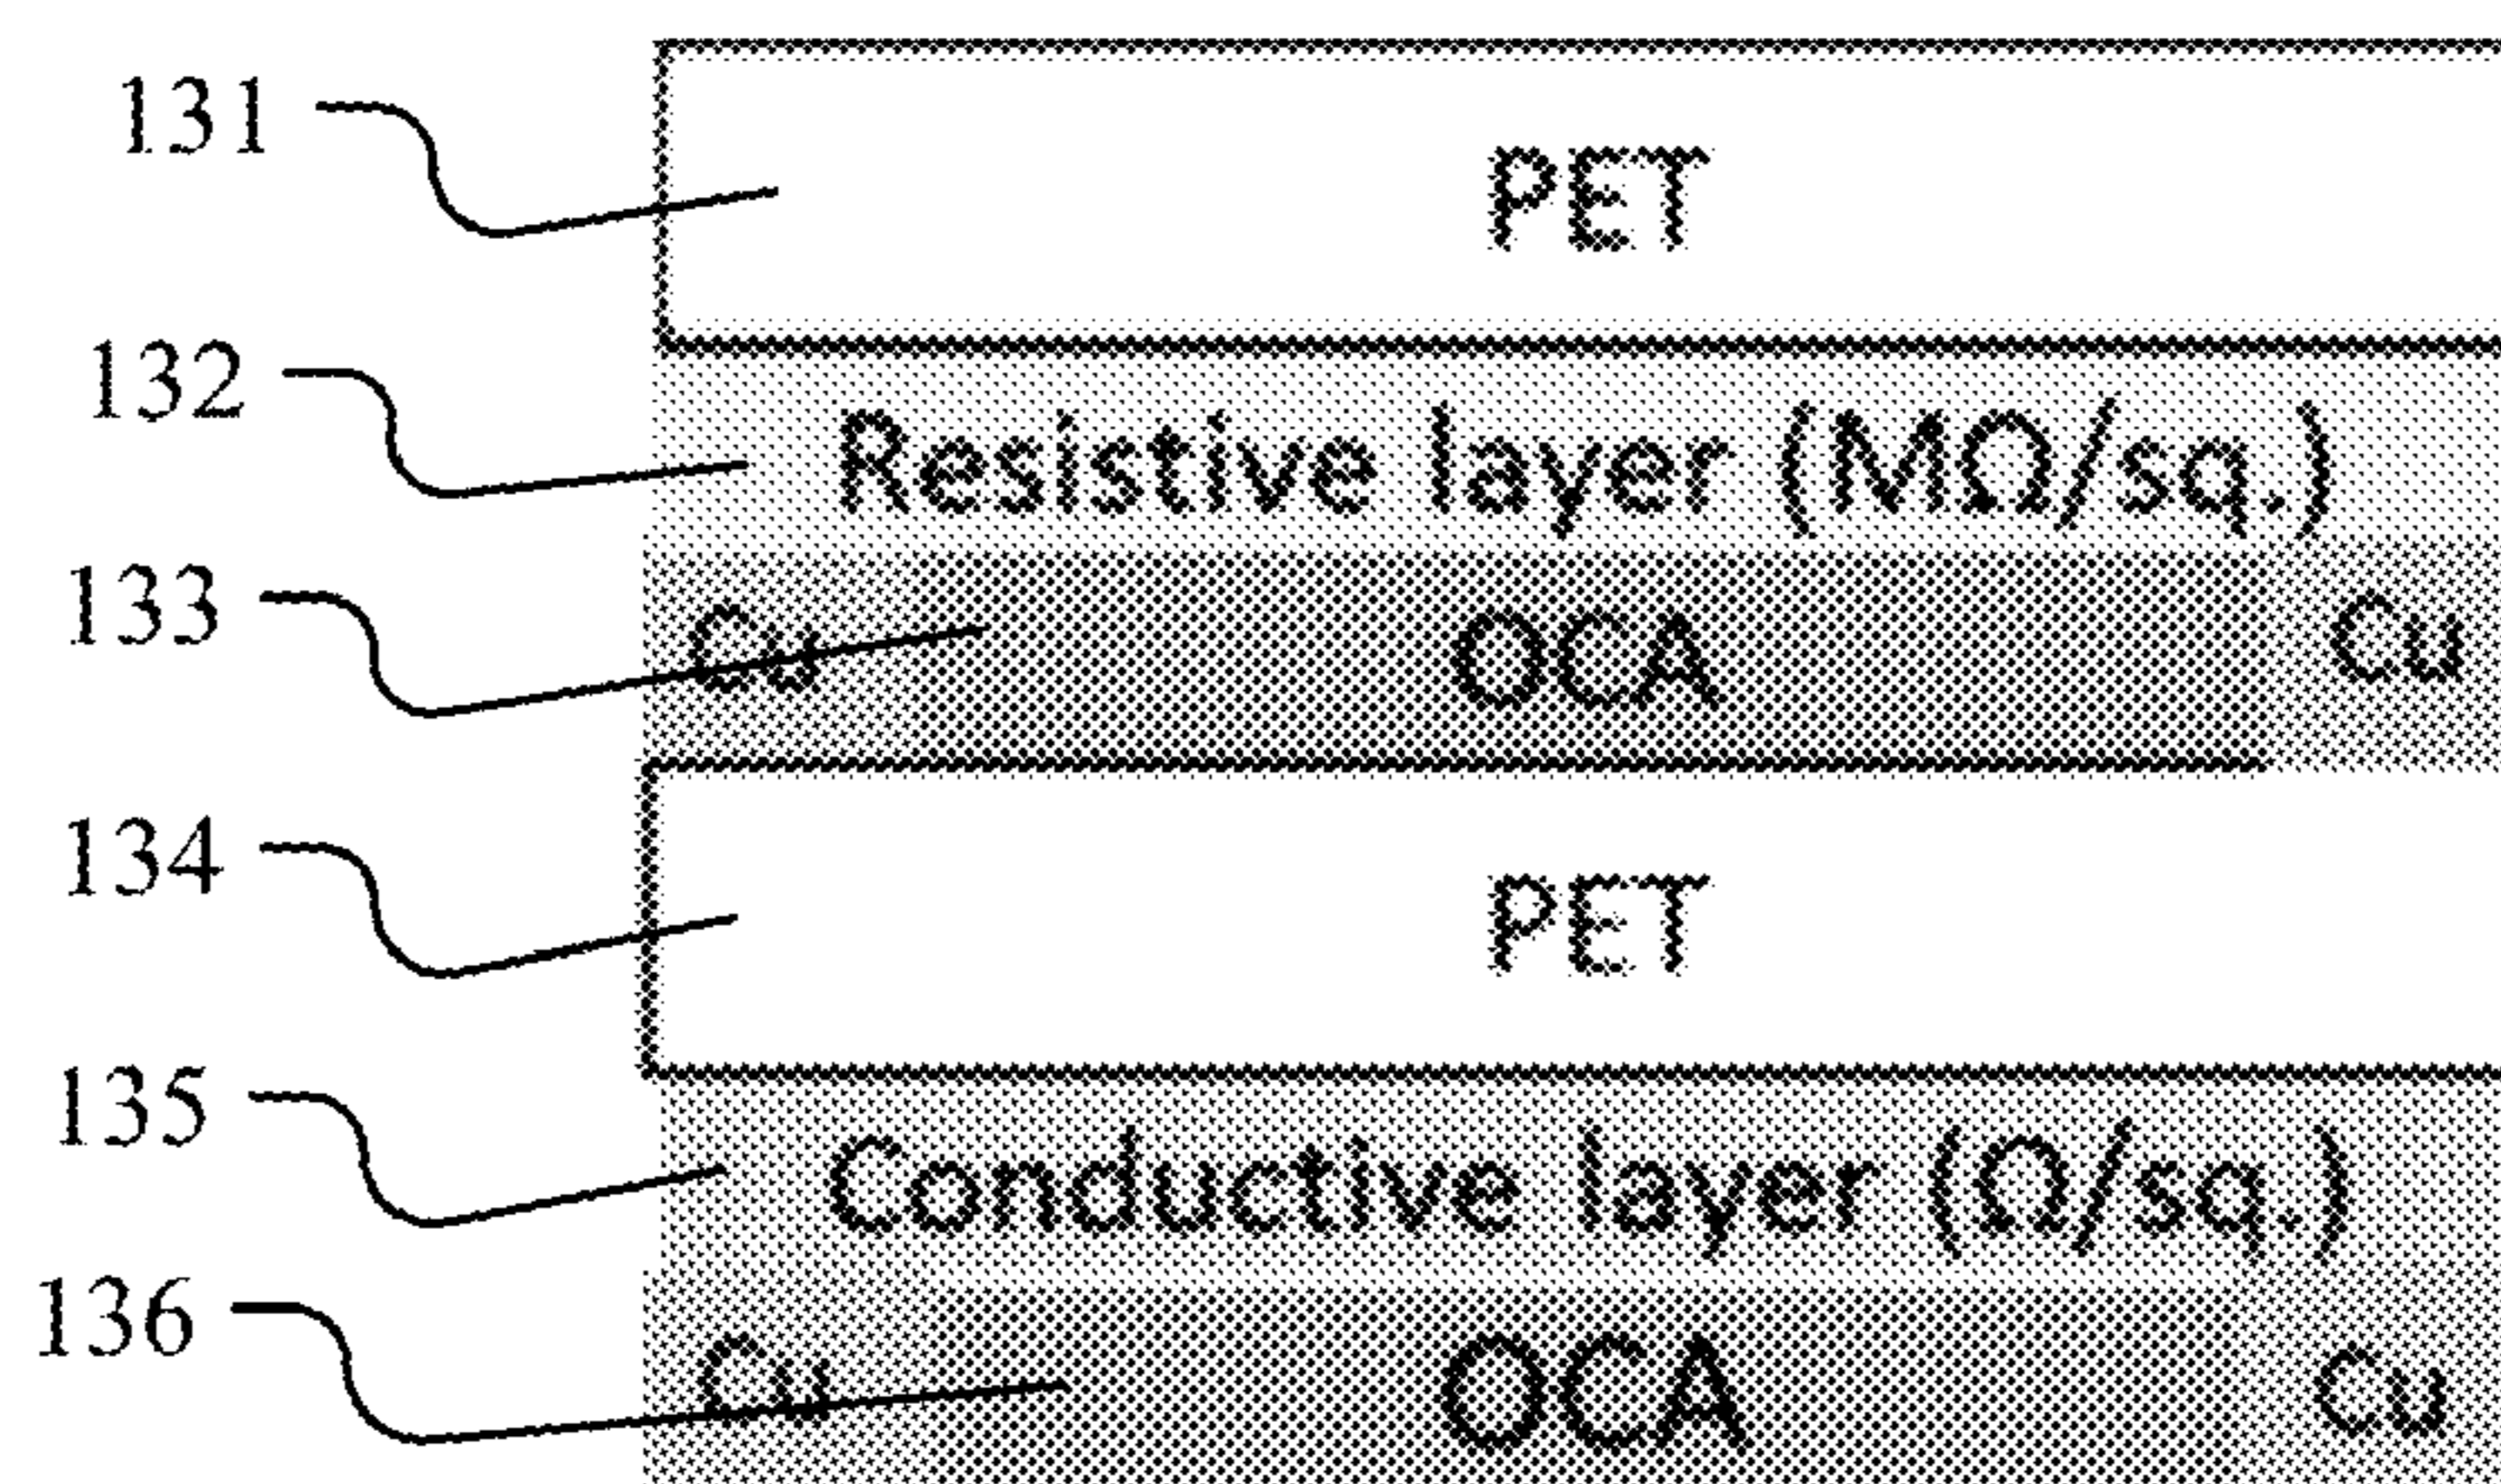 131
PET
132
Resistive layer (MΩ/sq.)
133
Cu OCA Cu
134
PET
135
Conductive layer (Ω/sq.)
136
Cu OCA Cu